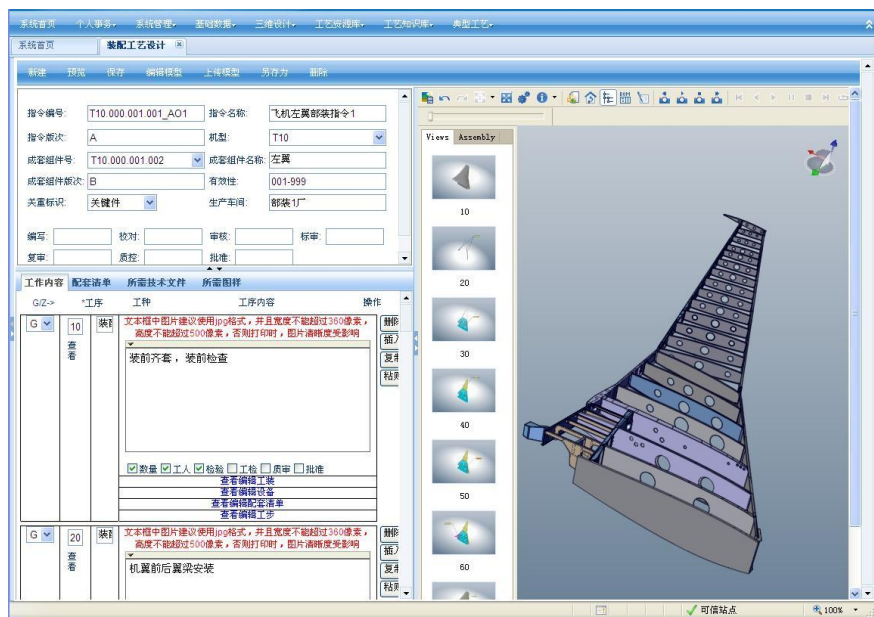 系统首页 个人事务 系统管理 基础数据 三维设计 工艺资源库 工艺知识库 典型工艺
系统首页 装配工艺设计
新建 预览 保存 编辑模型 上传模型 另存为 删除
指令编号: T10.000.001.001_AO1 指令名称: 飞机左翼部装指令1
指令版次: A 机型: T10
成套组件号: T10.000.001.002 成套组件名称: 左翼
成套组件版次: B 有效性: 001-999
关重标识: 关键件 生产车间: 部装1厂
编写: 校对: 审核: 标审:
复审: 质控: 批准:
工作内容 配套清单 所需技术文件 所需图样
G/Z-> *工序 工种 工序内容 操作
G 10 装配 文本框中图片建议使用jpg格式，并且宽度不能超过360像素， 删除
高度不能超过500像素，否则打印时，图片清晰度受影响 插入
查看 装前齐套，装前检查 复制
粘贴
数量 工人 检验 工检 质审 批准
查看编辑工装
查看编辑设备
查看编辑配套清单
查看编辑工步
G 20 装配 文本框中图片建议使用jpg格式，并且宽度不能超过360像素， 删除
高度不能超过500像素，否则打印时，图片清晰度受影响 插入
查看 机翼前后翼梁安装 复制
粘贴
Views Assembly
10
20
30
40
50
60
可信站点 100%